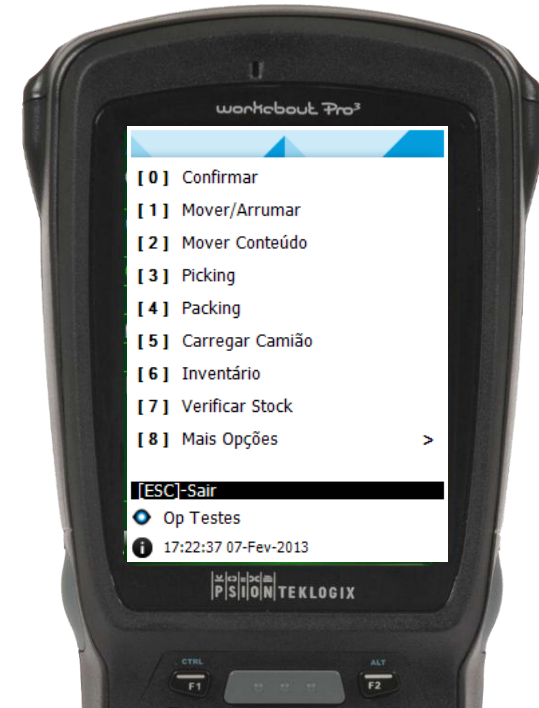 workabout Pro³
[ 0 ] Confirmar
[ 1 ] Mover/Arrumar
[ 2 ] Mover Conteúdo
[ 3 ] Picking
[ 4 ] Packing
[ 5 ] Carregar Camião
[ 6 ] Inventário
[ 7 ] Verificar Stock
[ 8 ] Mais Opções >
[ESC]-Sair
Op Testes
17:22:37 07-Fev-2013
PSION TEKLOGIX
CTRL ALT
F1 F2